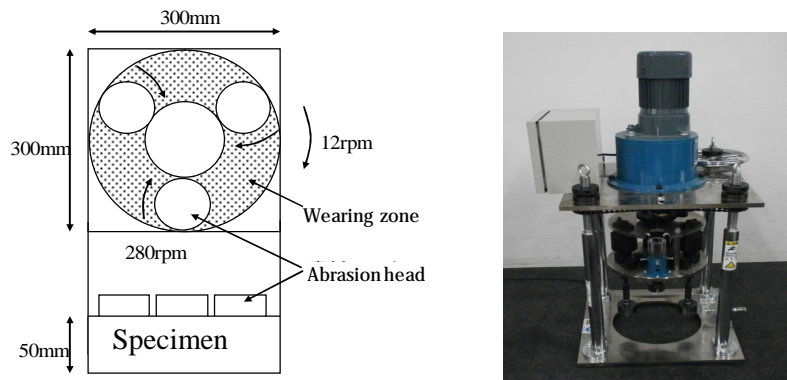 300mm
300mm
12rpm
Wearing zone
280rpm
Abrasion head
Specimen
50mm